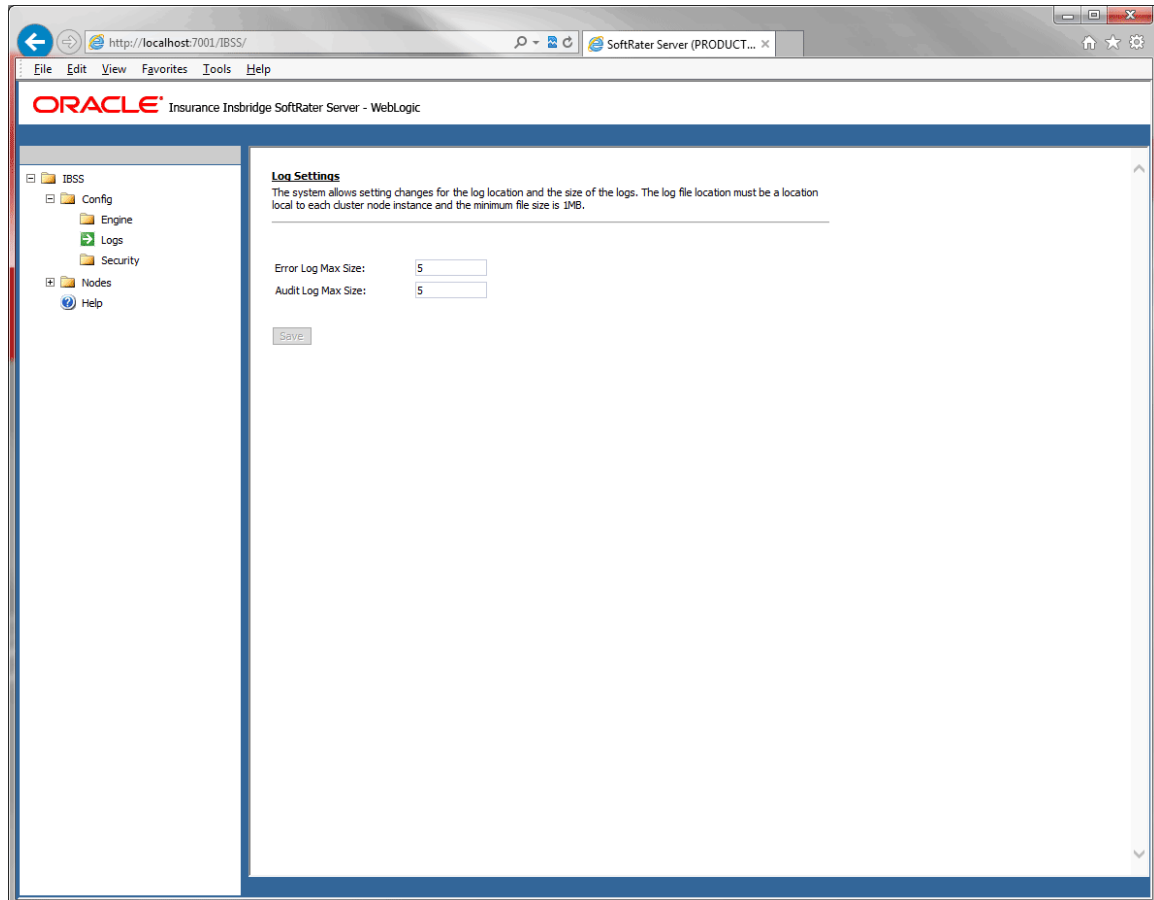 http://localhost:7001/IBSS/
SoftRater Server (PRODUCT...
File Edit View Favorites Tools Help
ORACLE Insurance Insbridge SoftRater Server - WebLogic
IBSS
Config
Engine
Logs
Security
Nodes
Help
Log Settings
The system allows setting changes for the log location and the size of the logs. The log file location must be a location
local to each cluster node instance and the minimum file size is 1MB.
Error Log Max Size: 5
Audit Log Max Size: 5
Save